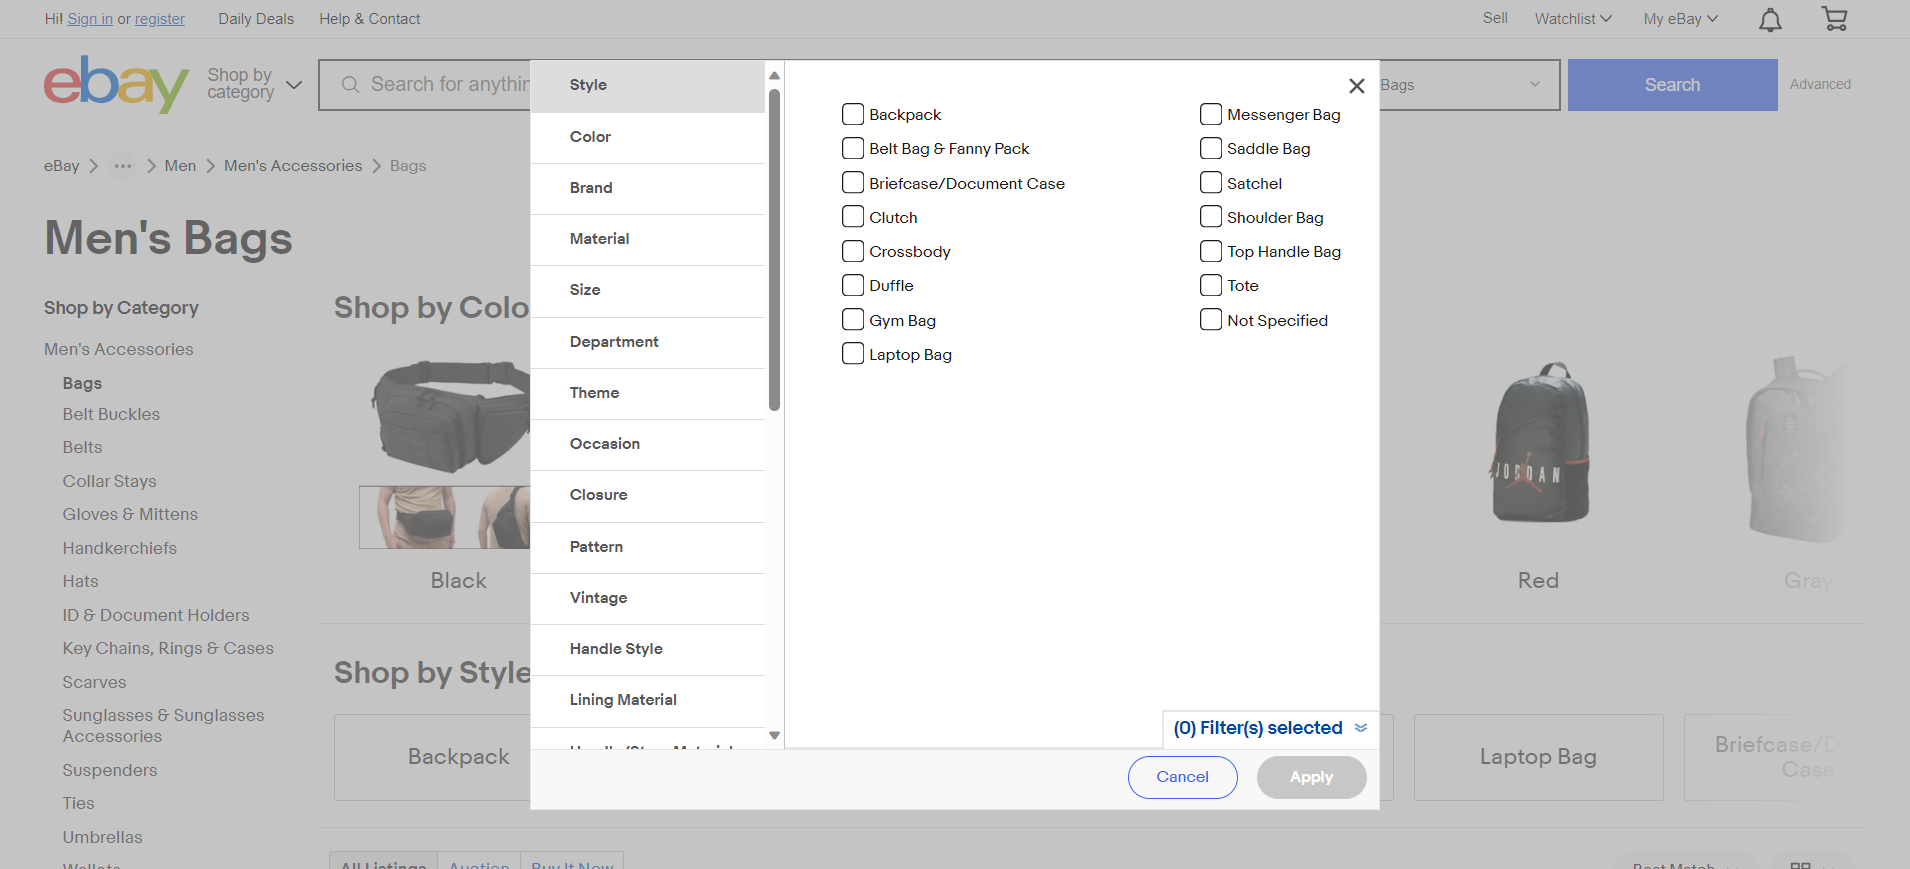 Hi! Sign in or register
Daily Deals
Help & Contact
Sell
Watchlist
My eBay
ebay
Shop by category
Search for anythin
Bags
Search
Advanced
eBay
Men
Men's Accessories
Bags
Men's Bags
Shop by Category
Men's Accessories
Bags
Belt Buckles
Belts
Collar Stays
Gloves & Mittens
Handkerchiefs
Hats
ID & Document Holders
Key Chains, Rings & Cases
Scarves
Sunglasses & Sunglasses
Accessories
Suspenders
Ties
Umbrellas
Wallets
Shop by Colo
Black
JORDAN
Red
Gray
Shop by Style
Backpack
Laptop Bag
Briefcase/D
Case
All Listings
Auction
Buy It Now
Best Match
Style
Color
Brand
Material
Size
Department
Theme
Occasion
Closure
Pattern
Vintage
Handle Style
Lining Material
Backpack
Belt Bag & Fanny Pack
Briefcase/Document Case
Clutch
Crossbody
Duffle
Gym Bag
Laptop Bag
Messenger Bag
Saddle Bag
Satchel
Shoulder Bag
Top Handle Bag
Tote
Not Specified
(0) Filter(s) selected
Cancel
Apply